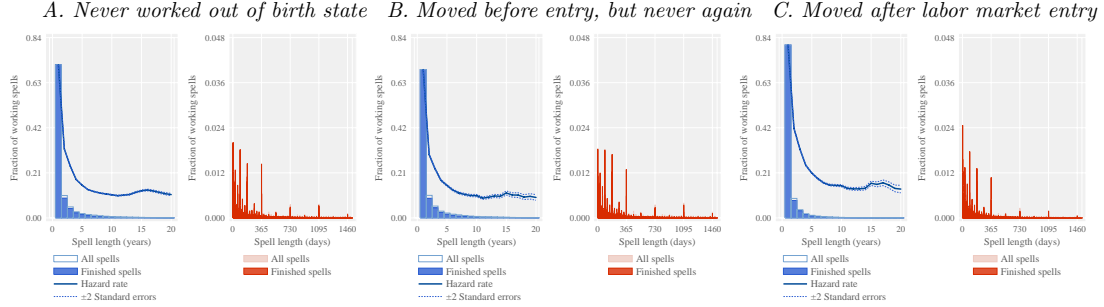 A. Never worked out of birth state
B. Moved before entry, but never again
C. Moved after labor market entry
Fraction of working spells
0.84
0.63
0.42
0.21
0.00
0 5 10 15 20
Spell length (years)
All spells
Finished spells
Hazard rate
±2 Standard errors
Fraction of working spells
0.048
0.036
0.024
0.012
0.000
0 365 730 1095 1460
Spell length (days)
All spells
Finished spells
Fraction of working spells
0.84
0.63
0.42
0.21
0.00
0 5 10 15 20
Spell length (years)
All spells
Finished spells
Hazard rate
±2 Standard errors
Fraction of working spells
0.048
0.036
0.024
0.012
0.000
0 365 730 1095 1460
Spell length (days)
All spells
Finished spells
Fraction of working spells
0.84
0.63
0.42
0.21
0.00
0 5 10 15 20
Spell length (years)
All spells
Finished spells
Hazard rate
±2 Standard errors
Fraction of working spells
0.048
0.036
0.024
0.012
0.000
0 365 730 1095 1460
Spell length (days)
All spells
Finished spells